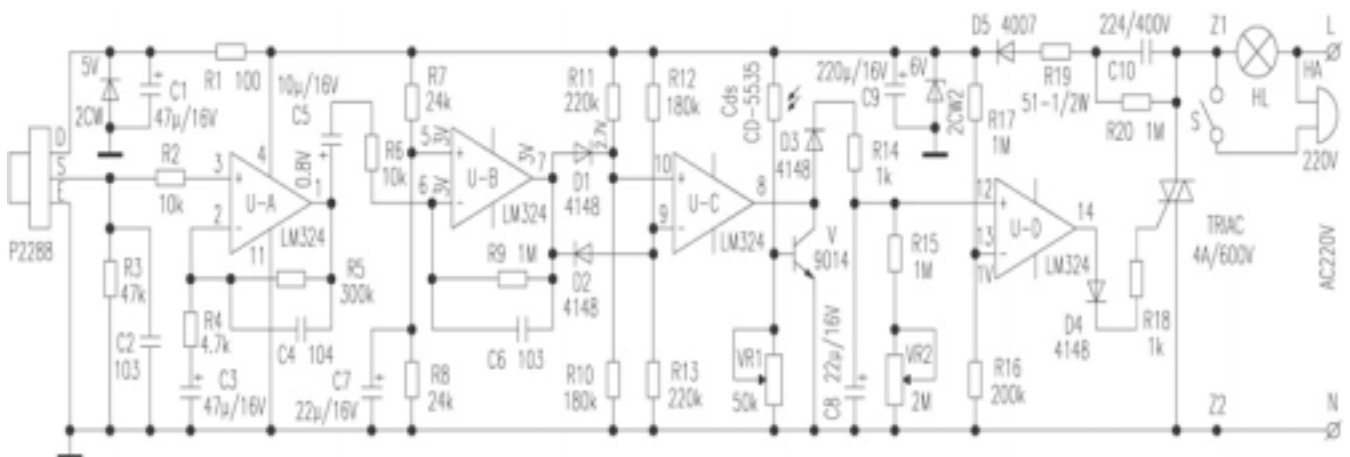 D5 4007
224/400V
Z1
L
5V
R1 100
10μ/16V
R7
24k
R11
220k
R12
180k
Cds
CD-5535
220μ/16V
C9
6V
2CW2
R19
51-1/2W
C10
HA
HL
C1
47μ/16V
2CW
C5
D3
4148
R17
1M
R20 1M
S
220V
D
S
R2
10k
3
4
0.8V
1
R6
10k
5
3V
6
3V
3V
7
2.7V
10
9
8
R14
1k
12
13
14
U-A
U-B
U-C
U-D
2
11
LM324
LM324
LM324
LM324
D1
4148
V
9014
1V
TRIAC
4A/600V
AC220V
P2288
R3
47k
R5
300k
R9 1M
D2
4148
R15
1M
R4
4.7k
C4 104
C6 103
D4
4148
R18
1k
C2
103
C3
47μ/16V
C7
22μ/16V
R8
24k
R10
180k
R13
220k
VR1
50k
C8 22μ/16V
VR2
2M
R16
200k
Z2
N